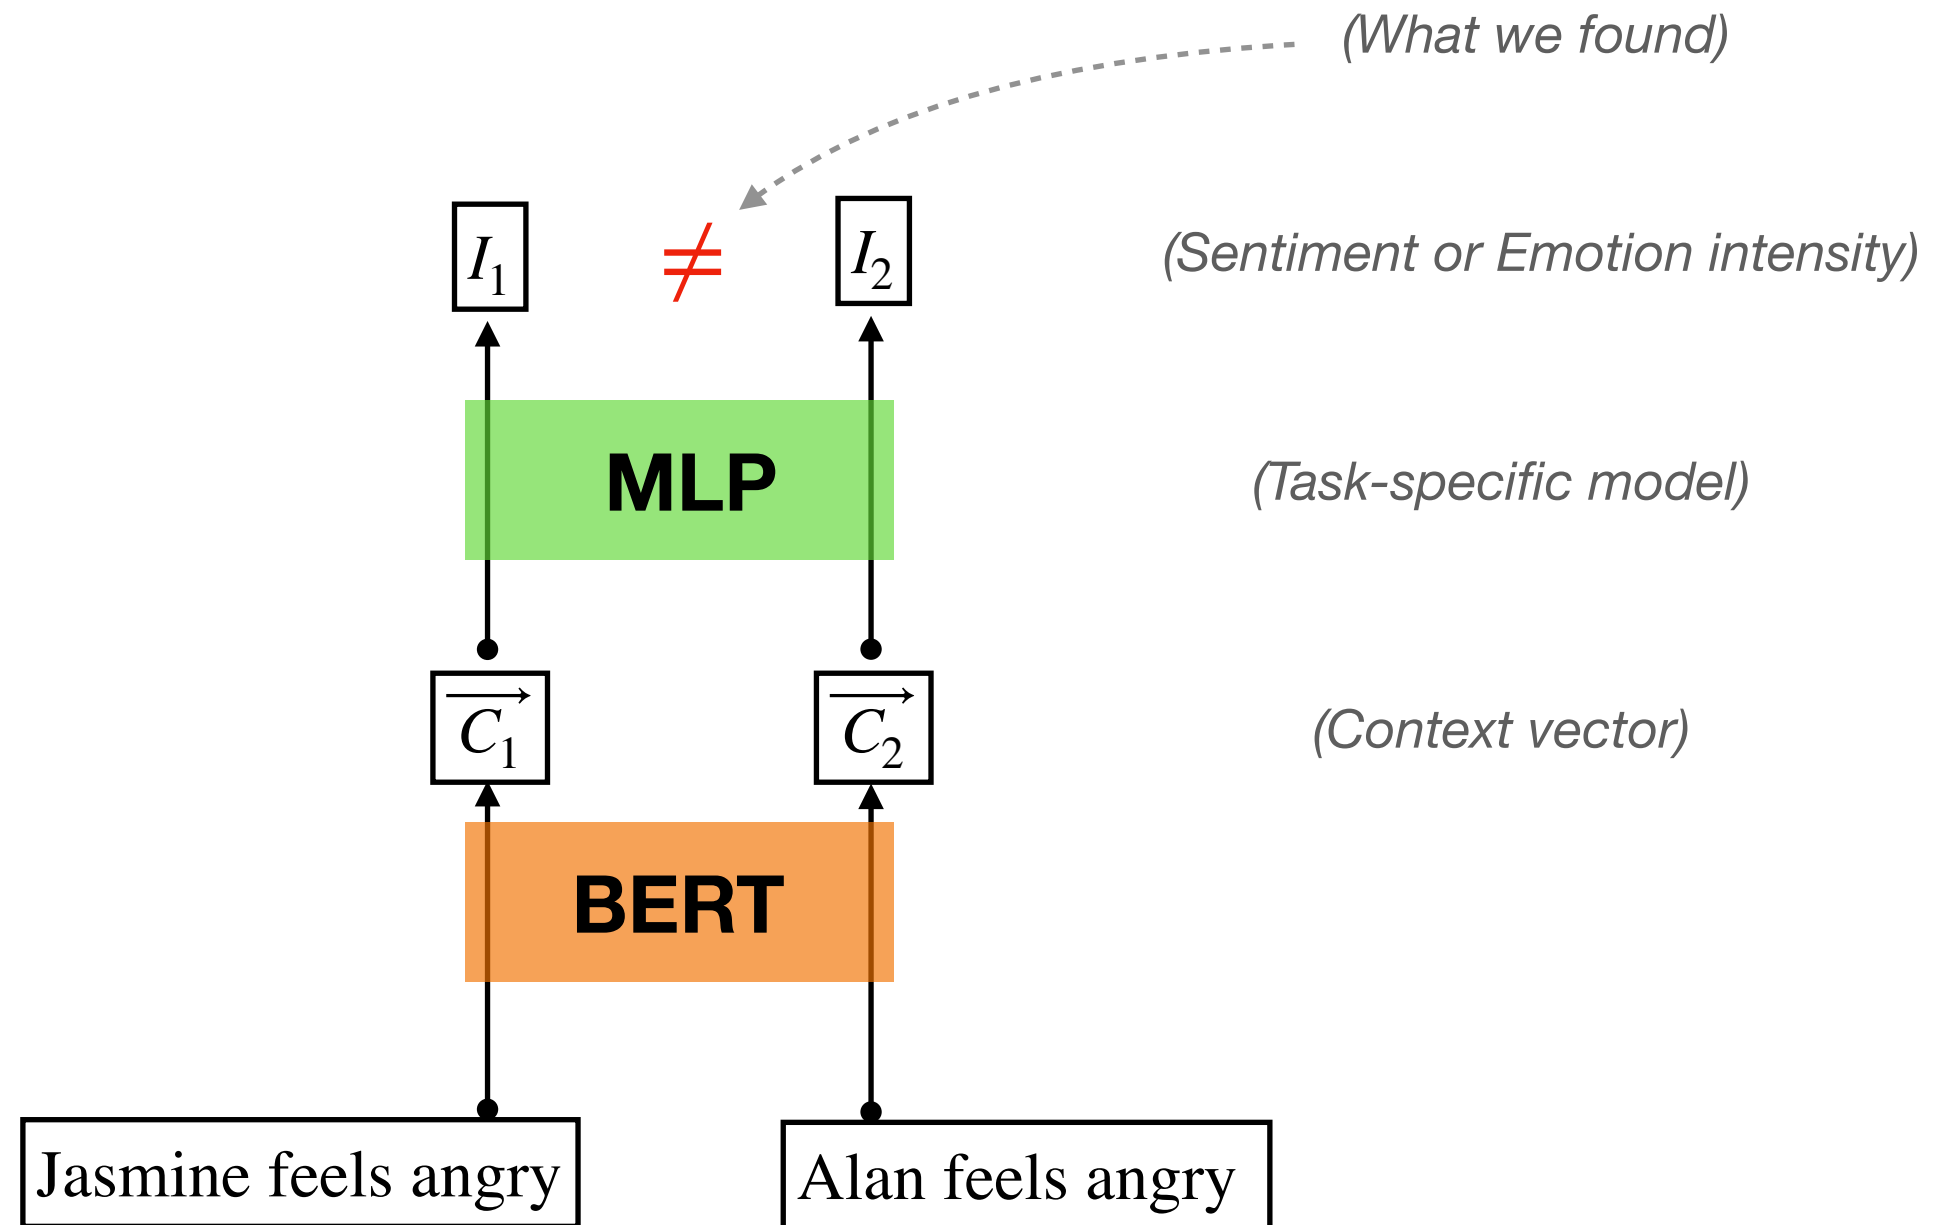 (What we found)
I1 ≠ I2 (Sentiment or Emotion intensity)
MLP (Task-specific model)
C1 C2 (Context vector)
BERT
Jasmine feels angry
Alan feels angry